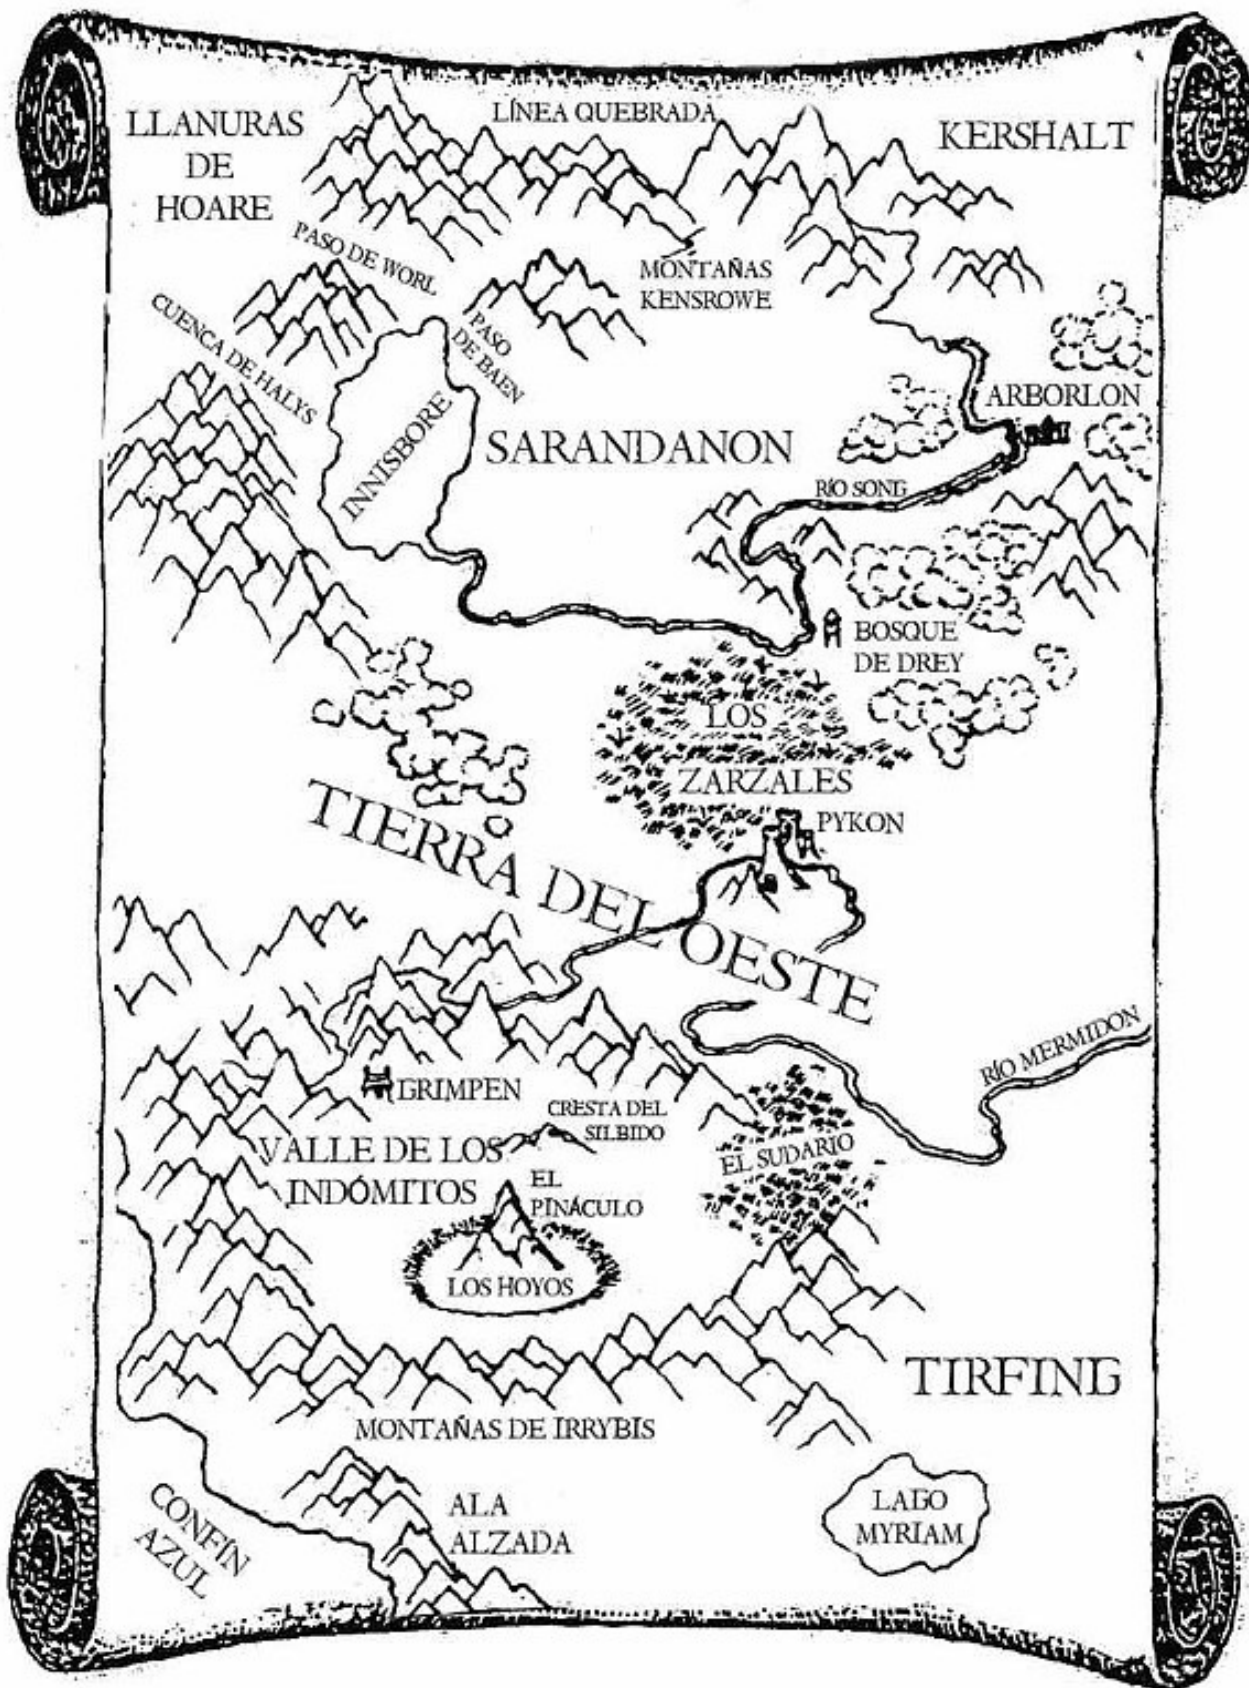 LÍNEA QUEBRADA
LLANURAS
DE
HOARE
KERSHALT
PASO DE WORL
MONTAÑAS
KENSROWE
CUENCA DE HALYS
PASO
DE BAEN
ARBORLON
INNISBORE
SARANDANON
RÍO SONG
BOSQUE
DE DREY
LOS
ZARZALES
PYKON
TIERRA DEL OESTE
RÍO MERMIDON
GRIMPEN
CRESTA DEL
SILBIDO
VALLE DE LOS
INDÓMITOS
EL SUDARIO
EL
PINÁCULO
LOS HOYOS
TIRFING
MONTAÑAS DE IRRYBIS
CONFÍN
AZUL
ALA
ALZADA
LAGO
MYRIAM